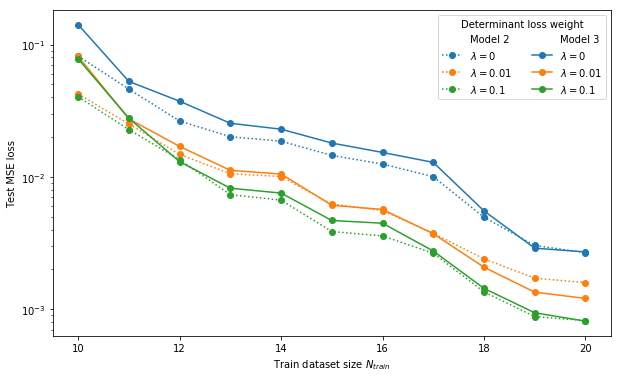 Determinant loss weight
Model 2 Model 3
λ = 0 λ = 0
λ = 0.01 λ = 0.01
λ = 0.1 λ = 0.1
10⁻¹
10⁻²
10⁻³
Test MSE loss
10 12 14 16 18 20
Train dataset size N_train